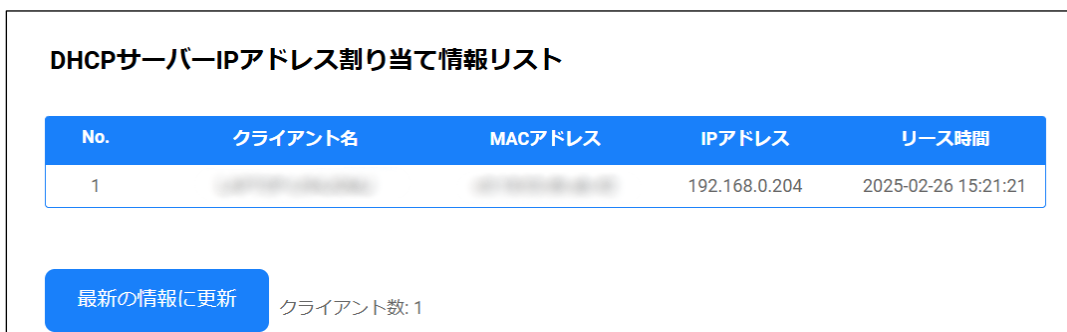 DHCPサーバーIPアドレス割り当て情報リスト
No. クライアント名 MACアドレス IPアドレス リース時間
1 192.168.0.204 2025-02-26 15:21:21
最新の情報に更新 クライアント数: 1